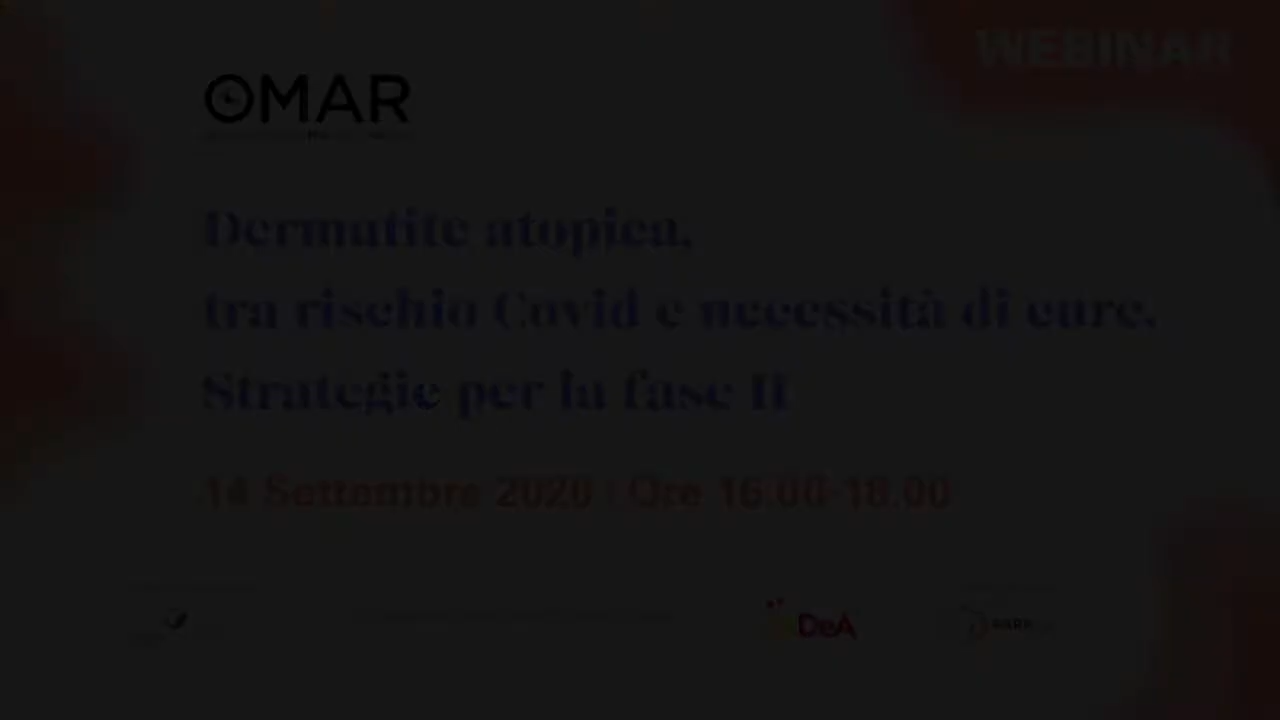 WEBINAR
OMAR
Dermatite atopica,
tra rischio Covid e necessità di cure.
Strategie per la fase II
14 Settembre 2020 | Ore 16.00-18.00
DeA